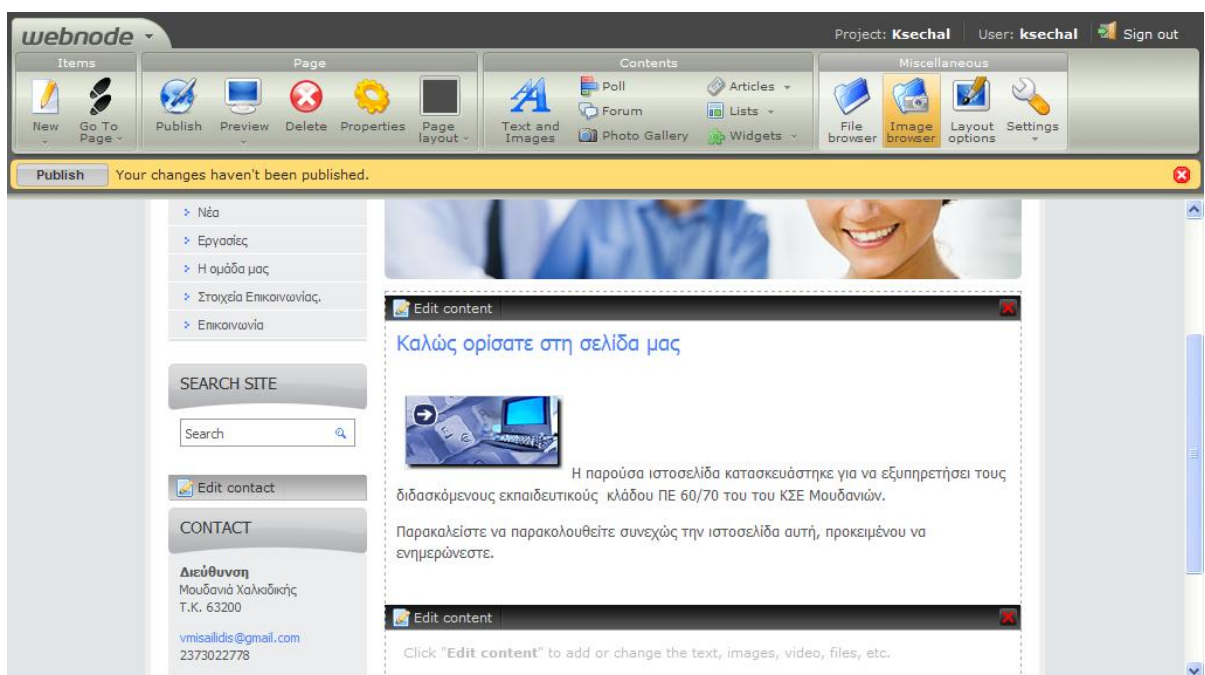 webnode
Project: Ksechal User: ksechal Sign out
Items
New
Go To Page
Page
Publish
Preview
Delete
Properties
Page layout
Contents
Text and Images
Poll
Forum
Photo Gallery
Articles
Lists
Widgets
Miscellaneous
File browser
Image browser
Layout options
Settings
Publish Your changes haven't been published.
Νέα
Εργασίες
Η ομάδα μας
Στοιχεία Επικοινωνίας.
Επικοινωνία
SEARCH SITE
Search
Edit contact
CONTACT
Διεύθυνση
Μουδανιά Χαλκιδικής
Τ.Κ. 63200
vmisailidis@gmail.com
2373022778
Edit content
Καλώς ορίσατε στη σελίδα μας
Η παρούσα ιστοσελίδα κατασκευάστηκε για να εξυπηρετήσει τους
διδασκόμενους εκπαιδευτικούς κλάδου ΠΕ 60/70 του του ΚΣΕ Μουδανιών.
Παρακαλείστε να παρακολουθείτε συνεχώς την ιστοσελίδα αυτή, προκειμένου να
ενημερώνεστε.
Edit content
Click "Edit content" to add or change the text, images, video, files, etc.